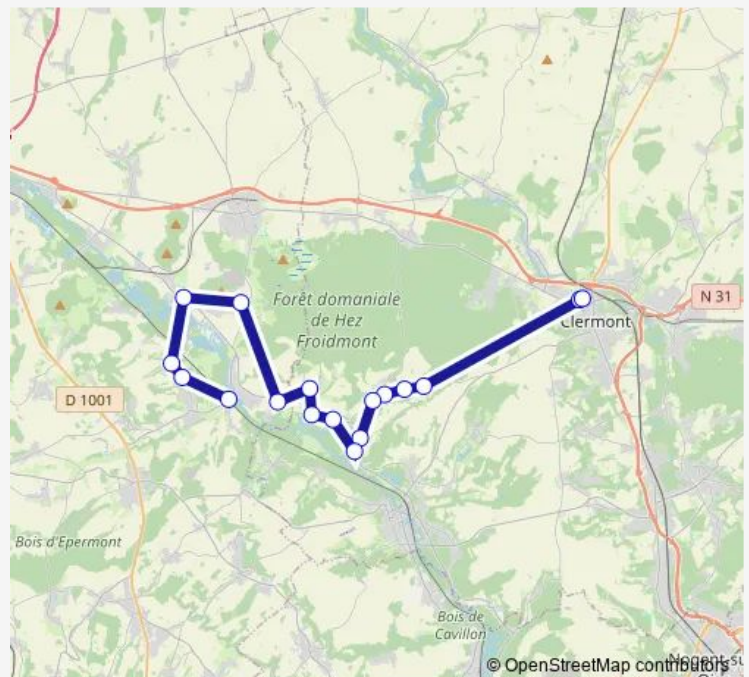 Forêt domaniale
de Hez
Froidmont
N 31
Clermont
D 1001
Bois d'Epermont
Bois de
Cavillon
© OpenStreetMap contributors